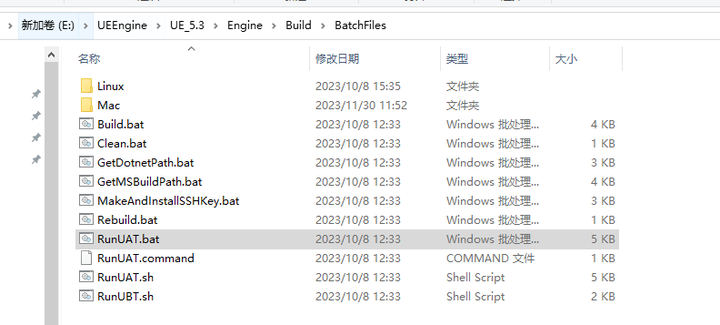 新加卷 (E:) UEEngine UE_5.3 Engine Build BatchFiles
名称 修改日期 类型 大小
Linux 2023/10/8 15:35 文件夹
Mac 2023/11/30 11:52 文件夹
Build.bat 2023/10/8 12:33 Windows 批处理... 4 KB
Clean.bat 2023/10/8 12:33 Windows 批处理... 1 KB
GetDotnetPath.bat 2023/10/8 12:33 Windows 批处理... 3 KB
GetMSBuildPath.bat 2023/10/8 12:33 Windows 批处理... 4 KB
MakeAndInstallSSHKey.bat 2023/10/8 12:33 Windows 批处理... 3 KB
Rebuild.bat 2023/10/8 12:33 Windows 批处理... 1 KB
RunUAT.bat 2023/10/8 12:33 Windows 批处理... 5 KB
RunUAT.command 2023/10/8 12:33 COMMAND 文件 1 KB
RunUAT.sh 2023/10/8 12:33 Shell Script 5 KB
RunUBT.sh 2023/10/8 12:33 Shell Script 2 KB